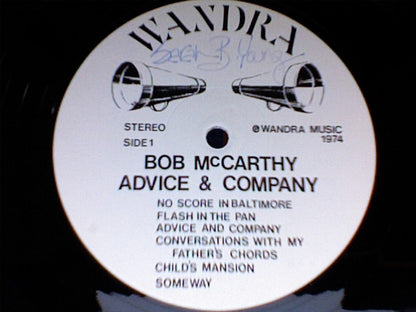 WANDRA
STEREO
SIDE 1
℗ WANDRA MUSIC
1974
BOB McCARTHY
ADVICE & COMPANY
NO SCORE IN BALTIMORE
FLASH IN THE PAN
ADVICE AND COMPANY
CONVERSATIONS WITH MY
FATHER'S CHORDS
CHILD'S MANSION
SOMEWAY